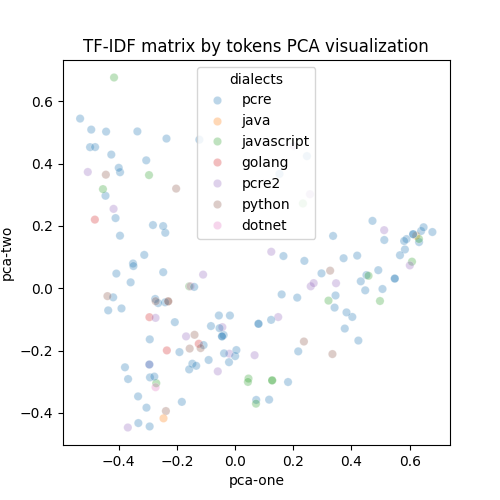 TF-IDF matrix by tokens PCA visualization
dialects
pcre
java
javascript
golang
pcre2
python
dotnet
0.6
0.4
0.2
0.0
−0.2
−0.4
pca-two
−0.4 −0.2 0.0 0.2 0.4 0.6
pca-one